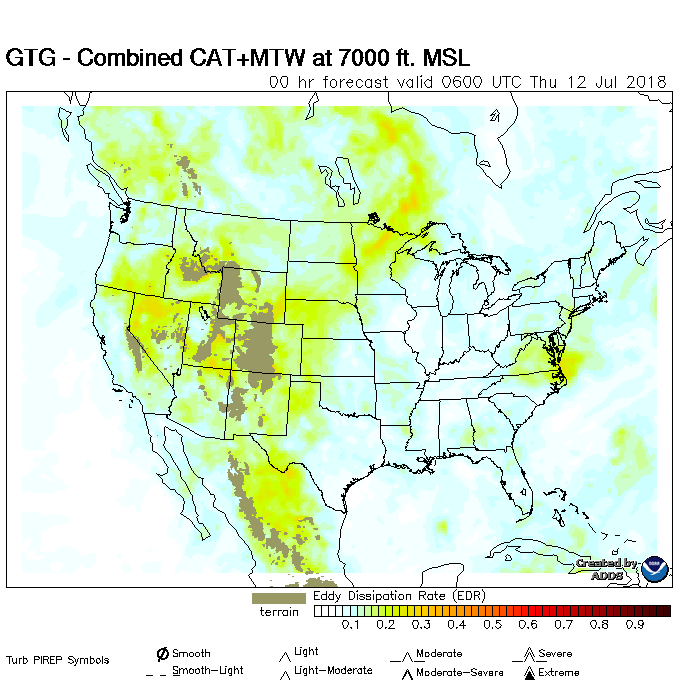 GTG - Combined CAT+MTW at 7000 ft. MSL
00 hr forecast valid 0600 UTC Thu 12 Jul 2018
Created by
ADDS
terrain
Eddy Dissipation Rate (EDR)
0.1 0.2 0.3 0.4 0.5 0.6 0.7 0.8 0.9
Turb PIREP Symbols
Smooth Light Moderate Severe
Smooth-Light Light-Moderate Moderate-Severe Extreme